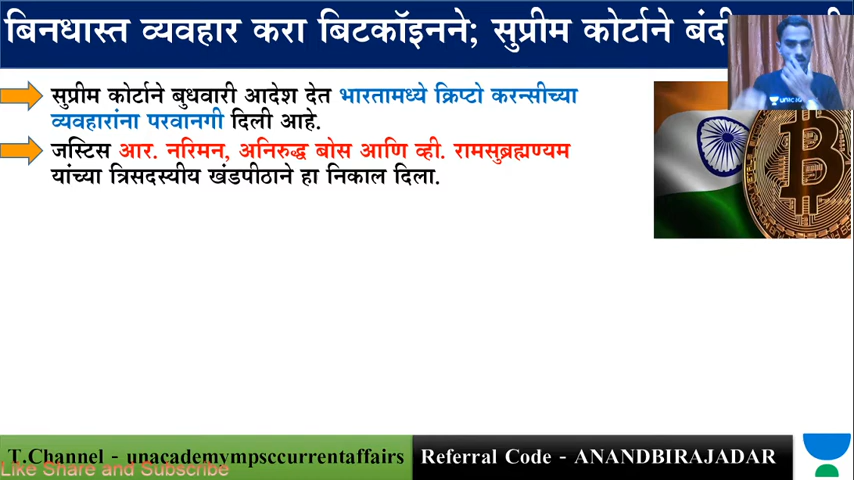 बिनधास्त व्यवहार करा बिटकॉइनने; सुप्रीम कोर्टाने बंदी
सुप्रीम कोर्टाने बुधवारी आदेश देत भारतामध्ये क्रिप्टो करन्सीच्या
व्यवहारांना परवानगी दिली आहे.
जस्टिस आर. नरिमन, अनिरुद्ध बोस आणि व्ही. रामसुब्रह्मण्यम
यांच्या त्रिसदस्यीय खंडपीठाने हा निकाल दिला.
T.Channel - unacademympsccurrentaffairs Referral Code - ANANDBIRAJADAR
Like Share and Subscribe